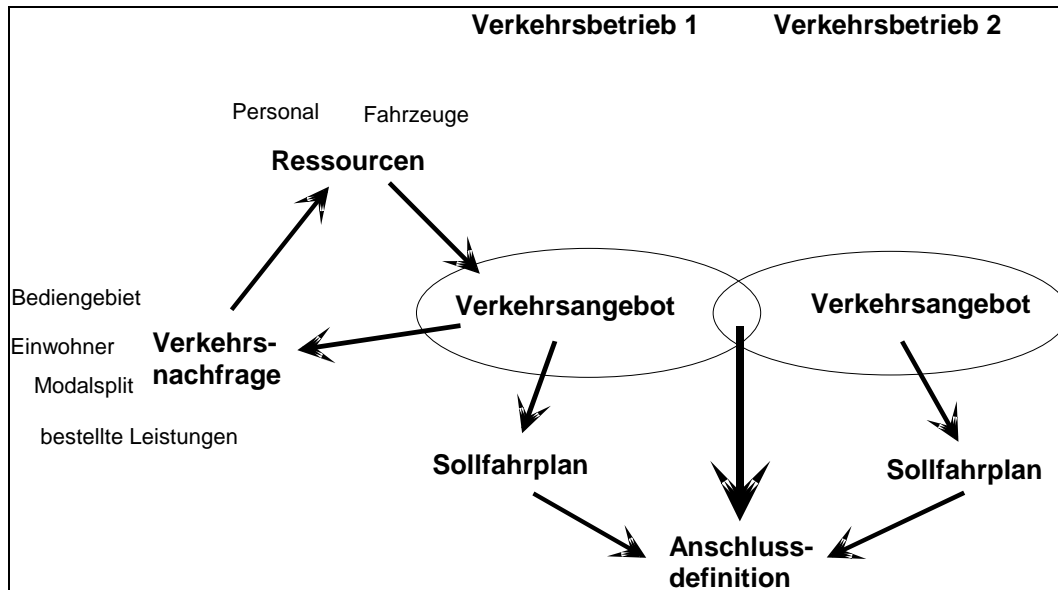 Verkehrsbetrieb 1 Verkehrsbetrieb 2
Personal Fahrzeuge
Ressourcen
Bediengebiet
Einwohner
Modalsplit
bestellte Leistungen
Verkehrs-
nachfrage
Verkehrsangebot
Verkehrsangebot
Sollfahrplan
Sollfahrplan
Anschluss-
definition